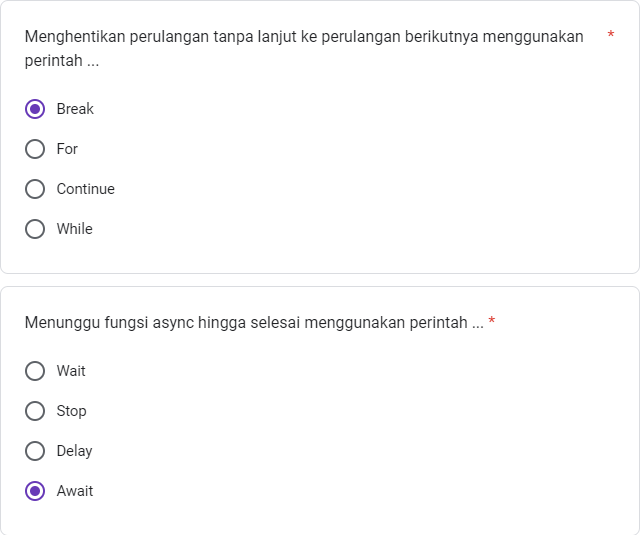 Menghentikan perulangan tanpa lanjut ke perulangan berikutnya menggunakan *
perintah ...
Break
For
Continue
While
Menunggu fungsi async hingga selesai menggunakan perintah ... *
Wait
Stop
Delay
Await